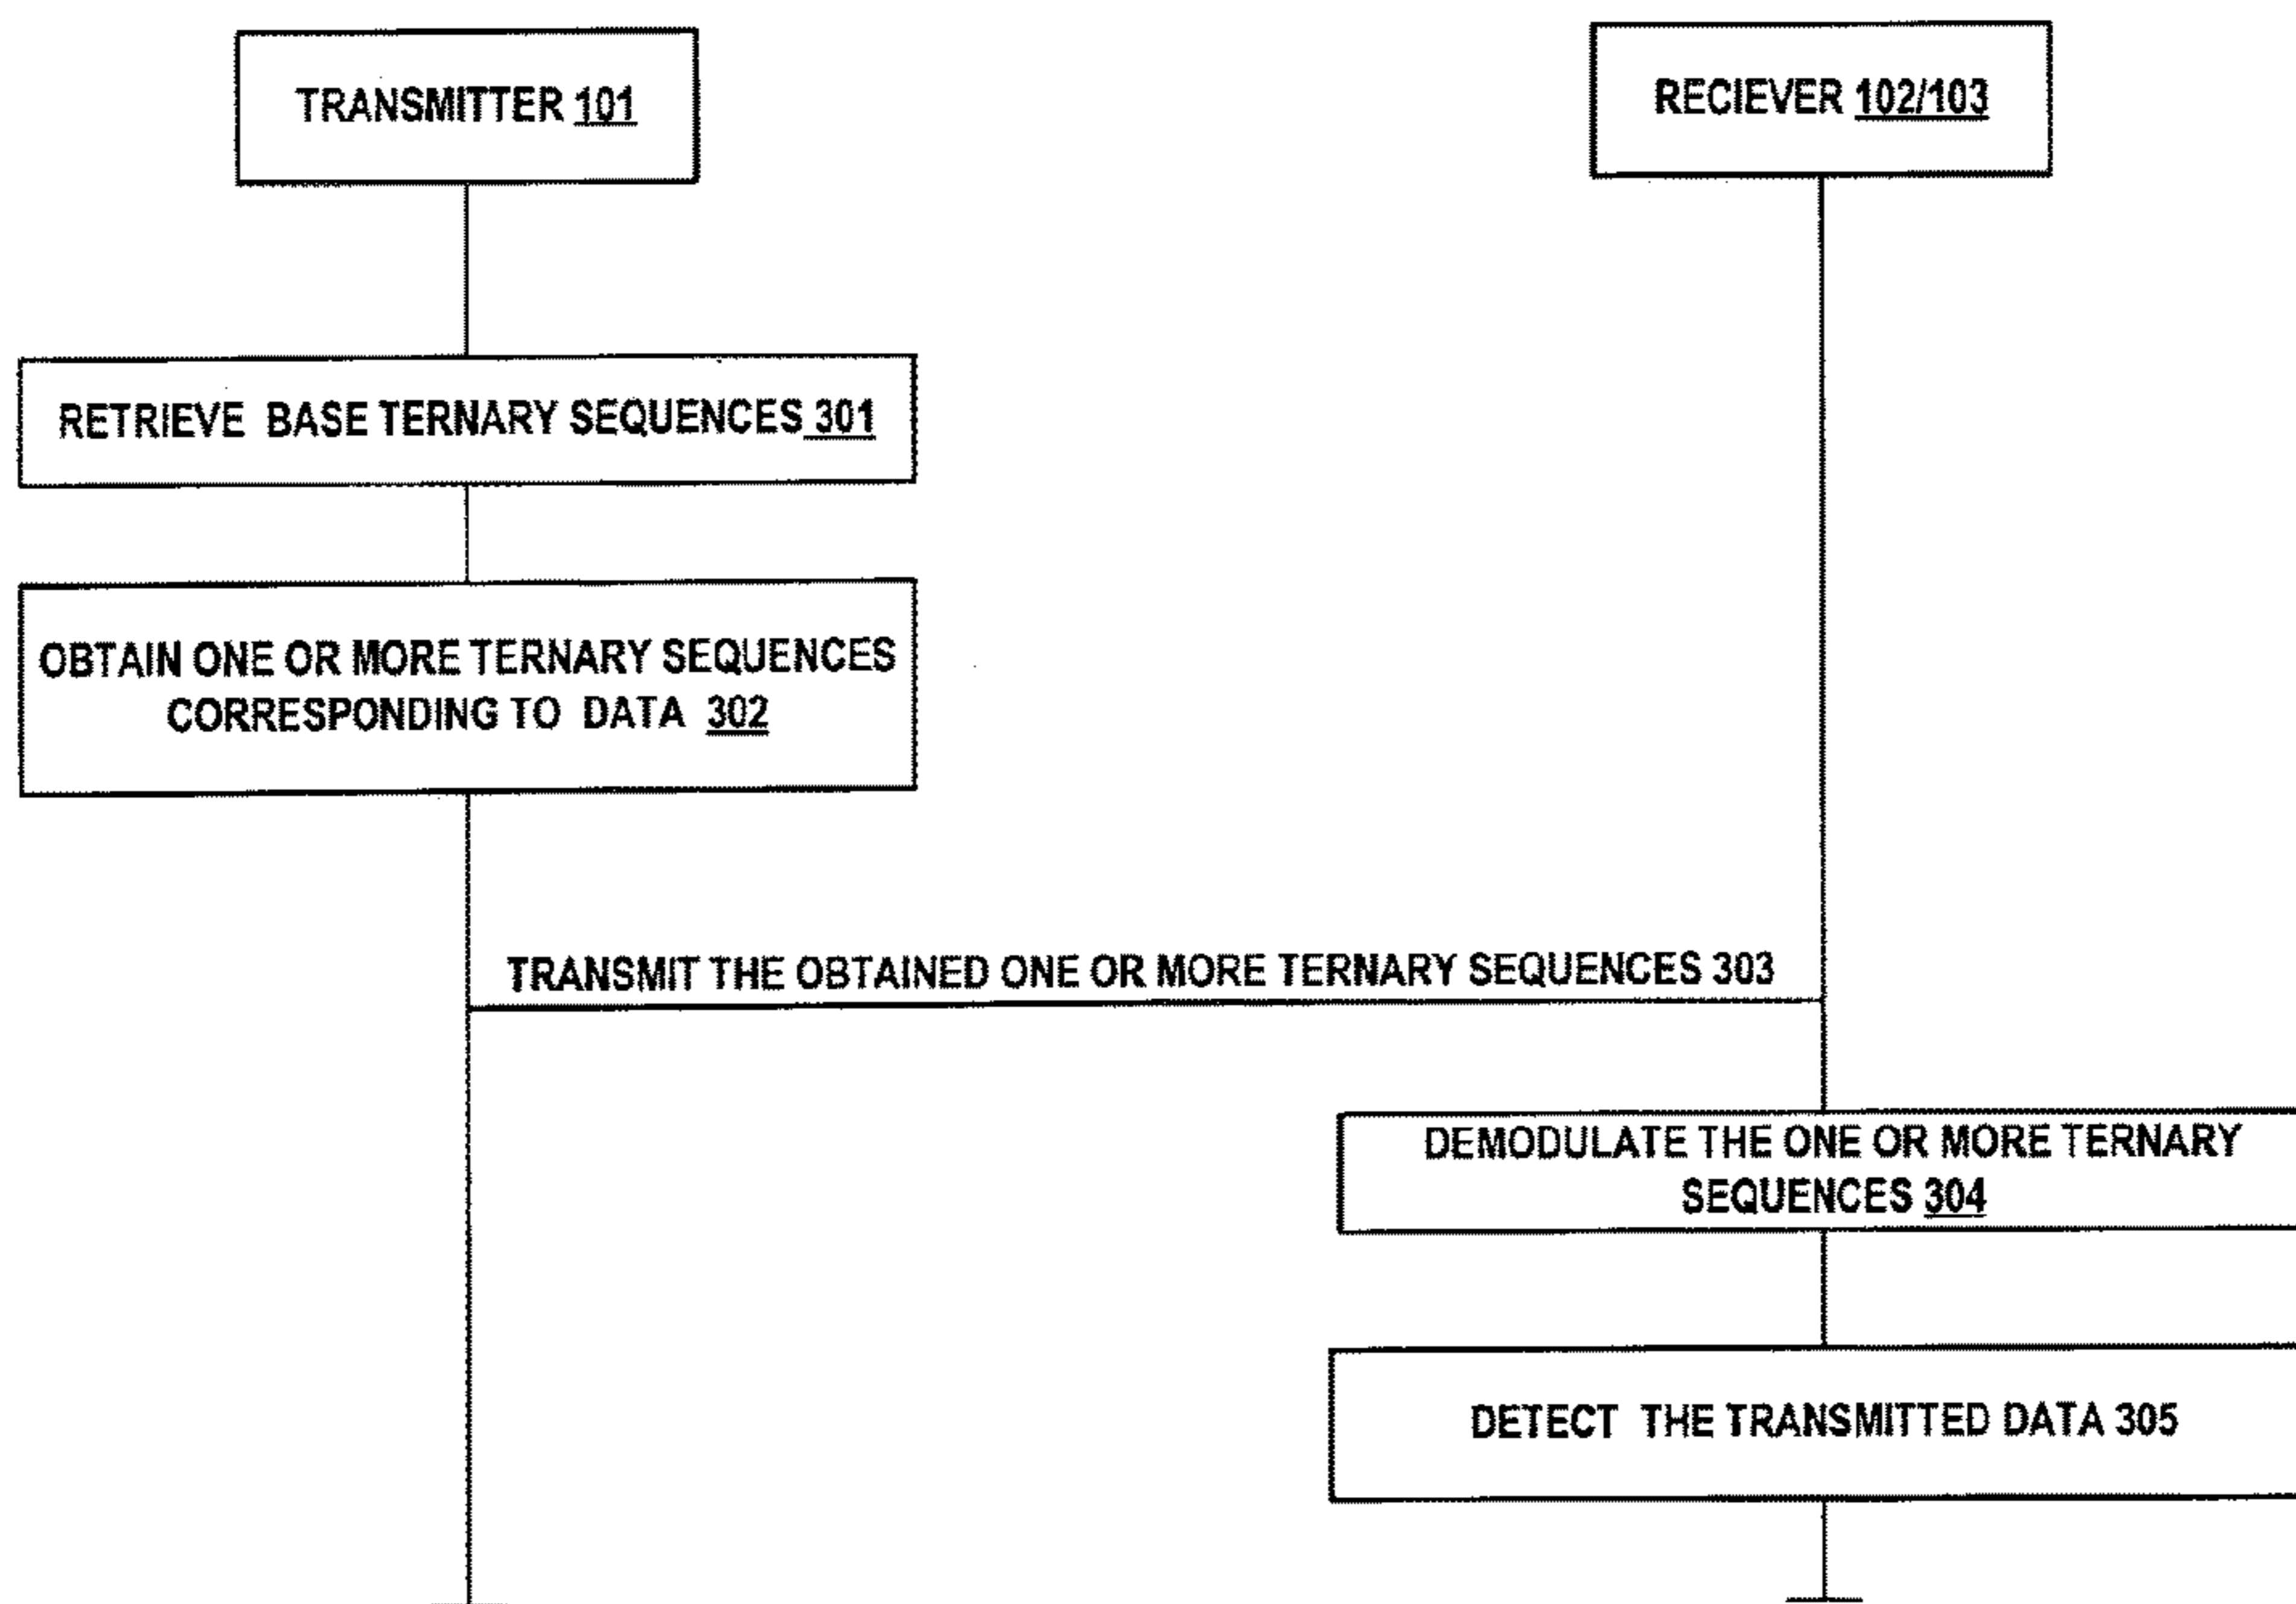 TRANSMITTER 101
RECIEVER 102/103
RETRIEVE BASE TERNARY SEQUENCES 301
OBTAIN ONE OR MORE TERNARY SEQUENCES
CORRESPONDING TO DATA 302
TRANSMIT THE OBTAINED ONE OR MORE TERNARY SEQUENCES 303
DEMODULATE THE ONE OR MORE TERNARY
SEQUENCES 304
DETECT THE TRANSMITTED DATA 305